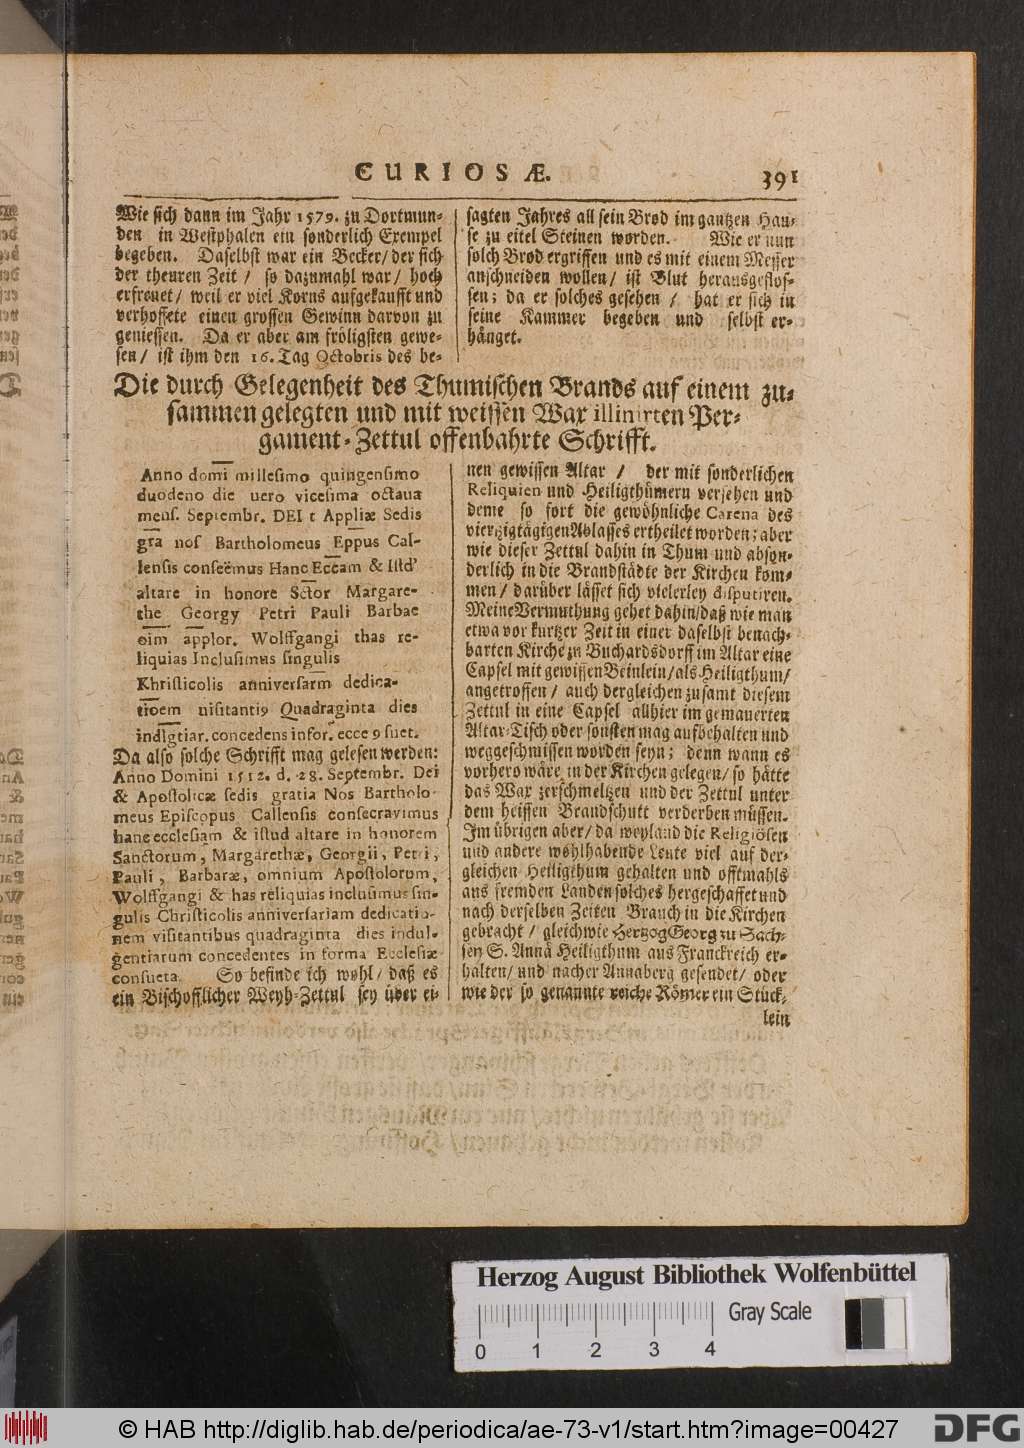 CURIOSÆ. 391
Wie sich dann im Jahr 1579. zu Dortmun-
den in Westphalen ein sonderlich Exempel
begeben. Daselbst war ein Becker/ der sich
der theuren Zeit / so dazumahl war / hoch
erfreuet/ weil er viel Korns aufgekaufft und
verhoffete einen grossen Gewinn darvon zu
geniessen. Da er aber am fröligsten gewe-
sen/ ist ihm den 16. Tag Octobris des be-
sagten Jahres all sein Brod im gantzen Hau-
se zu eitel Steinen worden. Wie er nun
solch Brod ergriffen und es mit einem Messer
anschneiden wollen/ ist Blut herausgeflos-
sen; da er solches gesehen / hat er sich in
seine Kammer begeben und selbst er-
hänget.
Die durch Gelegenheit des Thumischen Brands auf einem zu-
sammen gelegten und mit weissen Wax illinirten Per-
gament-Zettul offenbahrte Schrifft.
Anno domi millesimo quingensimo
duodeno die uero vicesima octaua
mens. Septembr. DEI t Appliæ Sedis
gra nos Bartholomeus Eppus Cal-
lensis consecmus Hanc Eccam & Istd'
altare in honore Sctor Margare-
the Georgy Petri Pauli Barbae
oim applor. Wolffgangi thas re-
liquias Inclusimus singulis
Khristicolis anniversarm dedica-
tioem uisitantig Quadraginta dies
indlgtiar. concedens infor. ecce 9 suet.
Da also solche Schrifft mag gelesen werden:
Anno Domini 1512. d. 28. Septembr. Dei
& Apostolicæ sedis gratia Nos Bartholo-
meus Episcopus Callensis consecravimus
hanc ecclesiam & istud altare in honorem
Sanctorum, Margarethæ, Georgii, Petri,
Pauli, Barbaræ, omnium Apostolorum,
Wolffgangi & has reliquias inclusimus sin-
gulis Christicolis anniversariam dedicatio-
nem visitantibus quadraginta dies indul-
gentiarum concedentes in forma Ecclesiæ
consueta. So befinde ich wohl/ daß es
ein Bischofflicher Weyh-Zettul sey über ei-
nen gewissen Altar / der mit sonderlichen
Reliquien und Heiligthümern versehen und
deme so fort die gewöhnliche Carena des
vierzigtägigen Ablasses ertheilet worden; aber
wie dieser Zettul dahin in Thum und abson-
derlich in die Brandstädte der Kirchen kom-
men/ darüber lässet sich vielerley disputiren.
Meine Vermuthung gehet dahin/ daß wie man
etwa vor kurtzer Zeit in einer daselbst benach-
barten Kirche zu Buchardsdorff im Altar eine
Capsel mit gewissen Beinlein/ als Heiligthum/
angetroffen/ auch dergleichen zusamt diesem
Zettul in eine Capsel allhier im gemauerten
Altar-Tisch oder sonsten mag aufbehalten und
weggeschmissen worden seyn; denn wann es
vorhero wäre in der Kirchen gelegen/ so hätte
das Wax zerschmeltzen und der Zettul unter
dem heissen Brandschutt verderben müssen.
Im übrigen aber/ da weyland die Religiösen
und andere wohlhabende Leute viel auf der-
gleichen Heiligthum gehalten und offtmahls
aus fremden Landen solches hergeschaffet und
nach derselben Zeiten Brauch in die Kirchen
gebracht/ gleichwie Hertzog Georg zu Sach-
sen S. Annä Heiligthum aus Franckreich er-
halten/ und nacher Annaberg gesendet/ oder
wie der so genannte reiche Römer ein Stück-
lein
Herzog August Bibliothek Wolfenbüttel
Gray Scale
0 1 2 3 4
© HAB http://diglib.hab.de/periodica/ae-73-v1/start.htm?image=00427
DFG